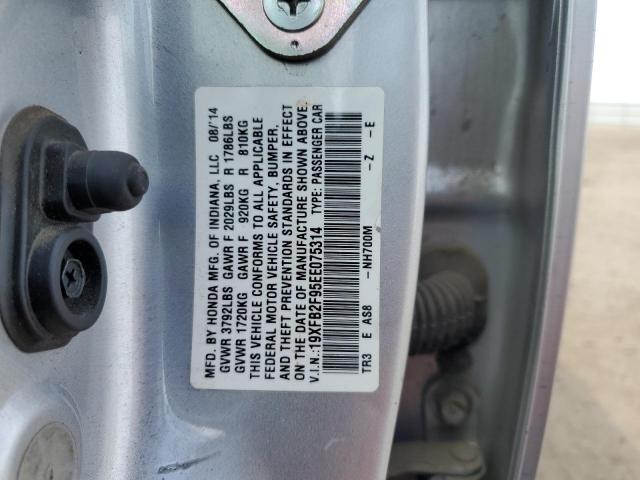 MFD. BY HONDA MFG. OF INDIANA, LLC 08/'14
GVWR 3792LBS GAWR F 2029LBS R 1786LBS
GVWR 1720KG GAWR F 920KG R 810KG
THIS VEHICLE CONFORMS TO ALL APPLICABLE
FEDERAL MOTOR VEHICLE SAFETY, BUMPER,
AND THEFT PREVENTION STANDARDS IN EFFECT
ON THE DATE OF MANUFACTURE SHOWN ABOVE.
V.I.N.:19XFB2F95EE075314 TYPE: PASSENGER CAR
TR3 E AS8 -NH700M -Z -E